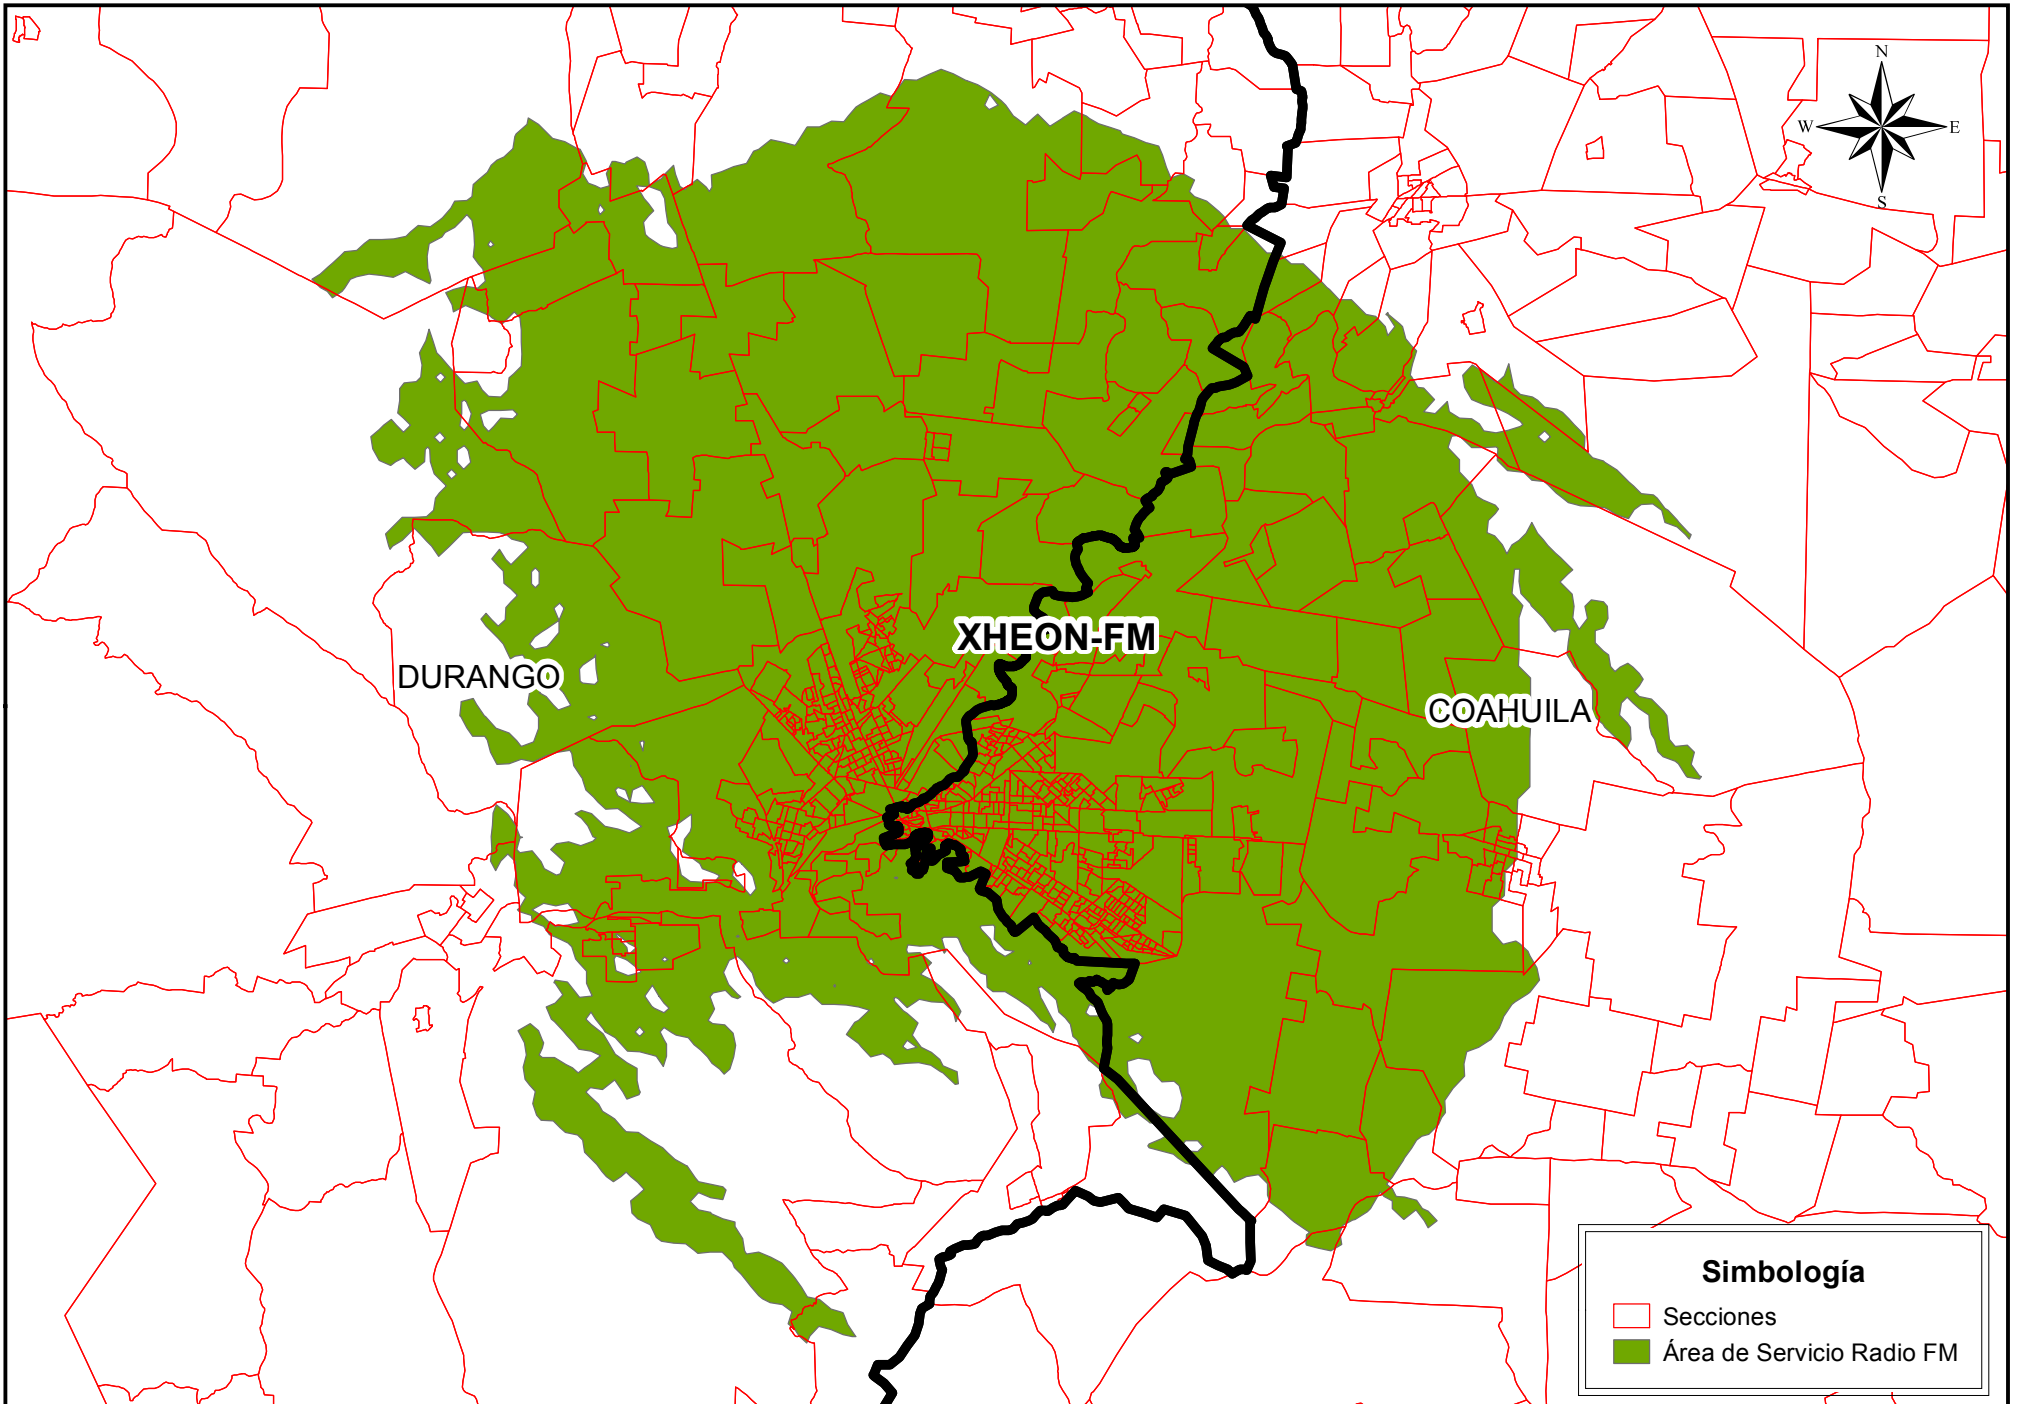 N
W E
S
XHEON-FM
DURANGO
COAHUILA
Simbología
Secciones
Área de Servicio Radio FM